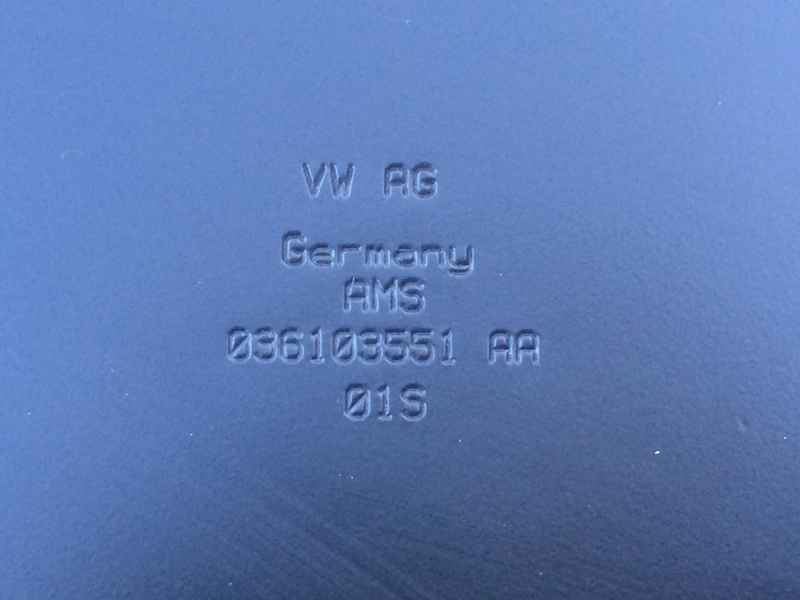 VW AG
Germany
AMS
036103551 AA
01S